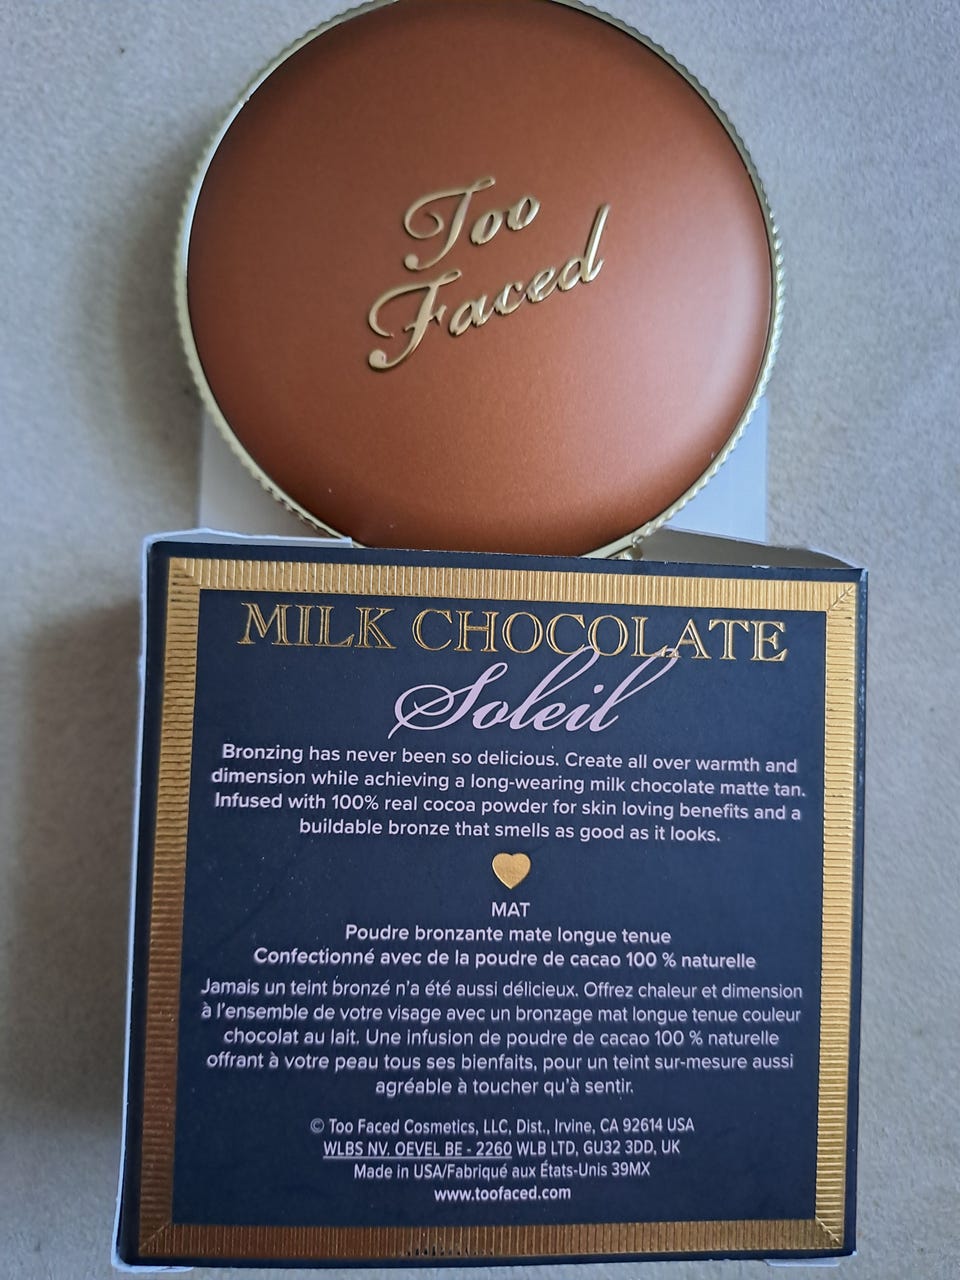 Too
Faced
MILK CHOCOLATE
Soleil
Bronzing has never been so delicious. Create all over warmth and
dimension while achieving a long-wearing milk chocolate matte tan.
Infused with 100% real cocoa powder for skin loving benefits and a
buildable bronze that smells as good as it looks.
MAT
Poudre bronzante mate longue tenue
Confectionné avec de la poudre de cacao 100 % naturelle
Jamais un teint bronzé n'a été aussi délicieux. Offrez chaleur et dimension
à l'ensemble de votre visage avec un bronzage mat longue tenue couleur
chocolat au lait. Une infusion de poudre de cacao 100 % naturelle
offrant à votre peau tous ses bienfaits, pour un teint sur-mesure aussi
agréable à toucher qu'à sentir.
© Too Faced Cosmetics, LLC, Dist., Irvine, CA 92614 USA
WLBS NV. OEVEL BE - 2260 WLB LTD, GU32 3DD, UK
Made in USA/Fabriqué aux États-Unis 39MX
www.toofaced.com